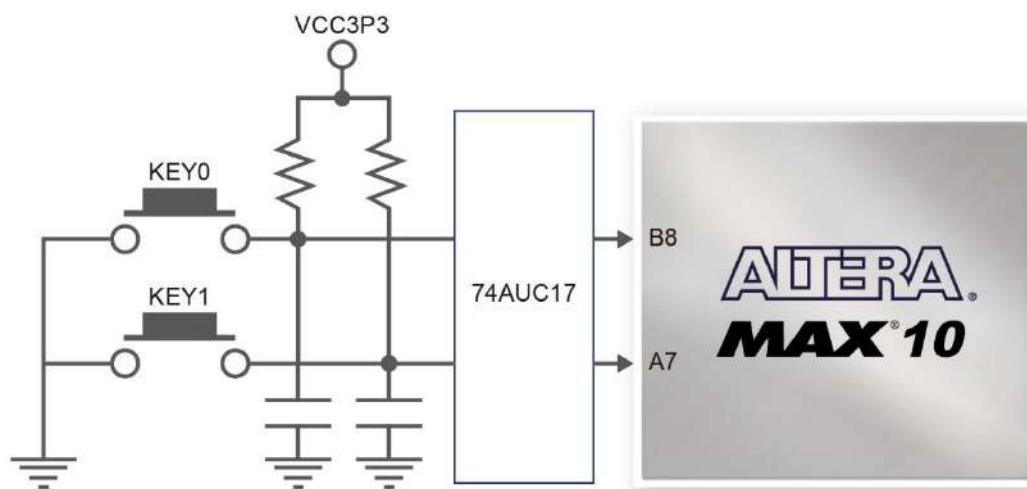 VCC3P3
KEY0
B8
KEY1
74AUC17
A7
ALTERA®
MAX® 10